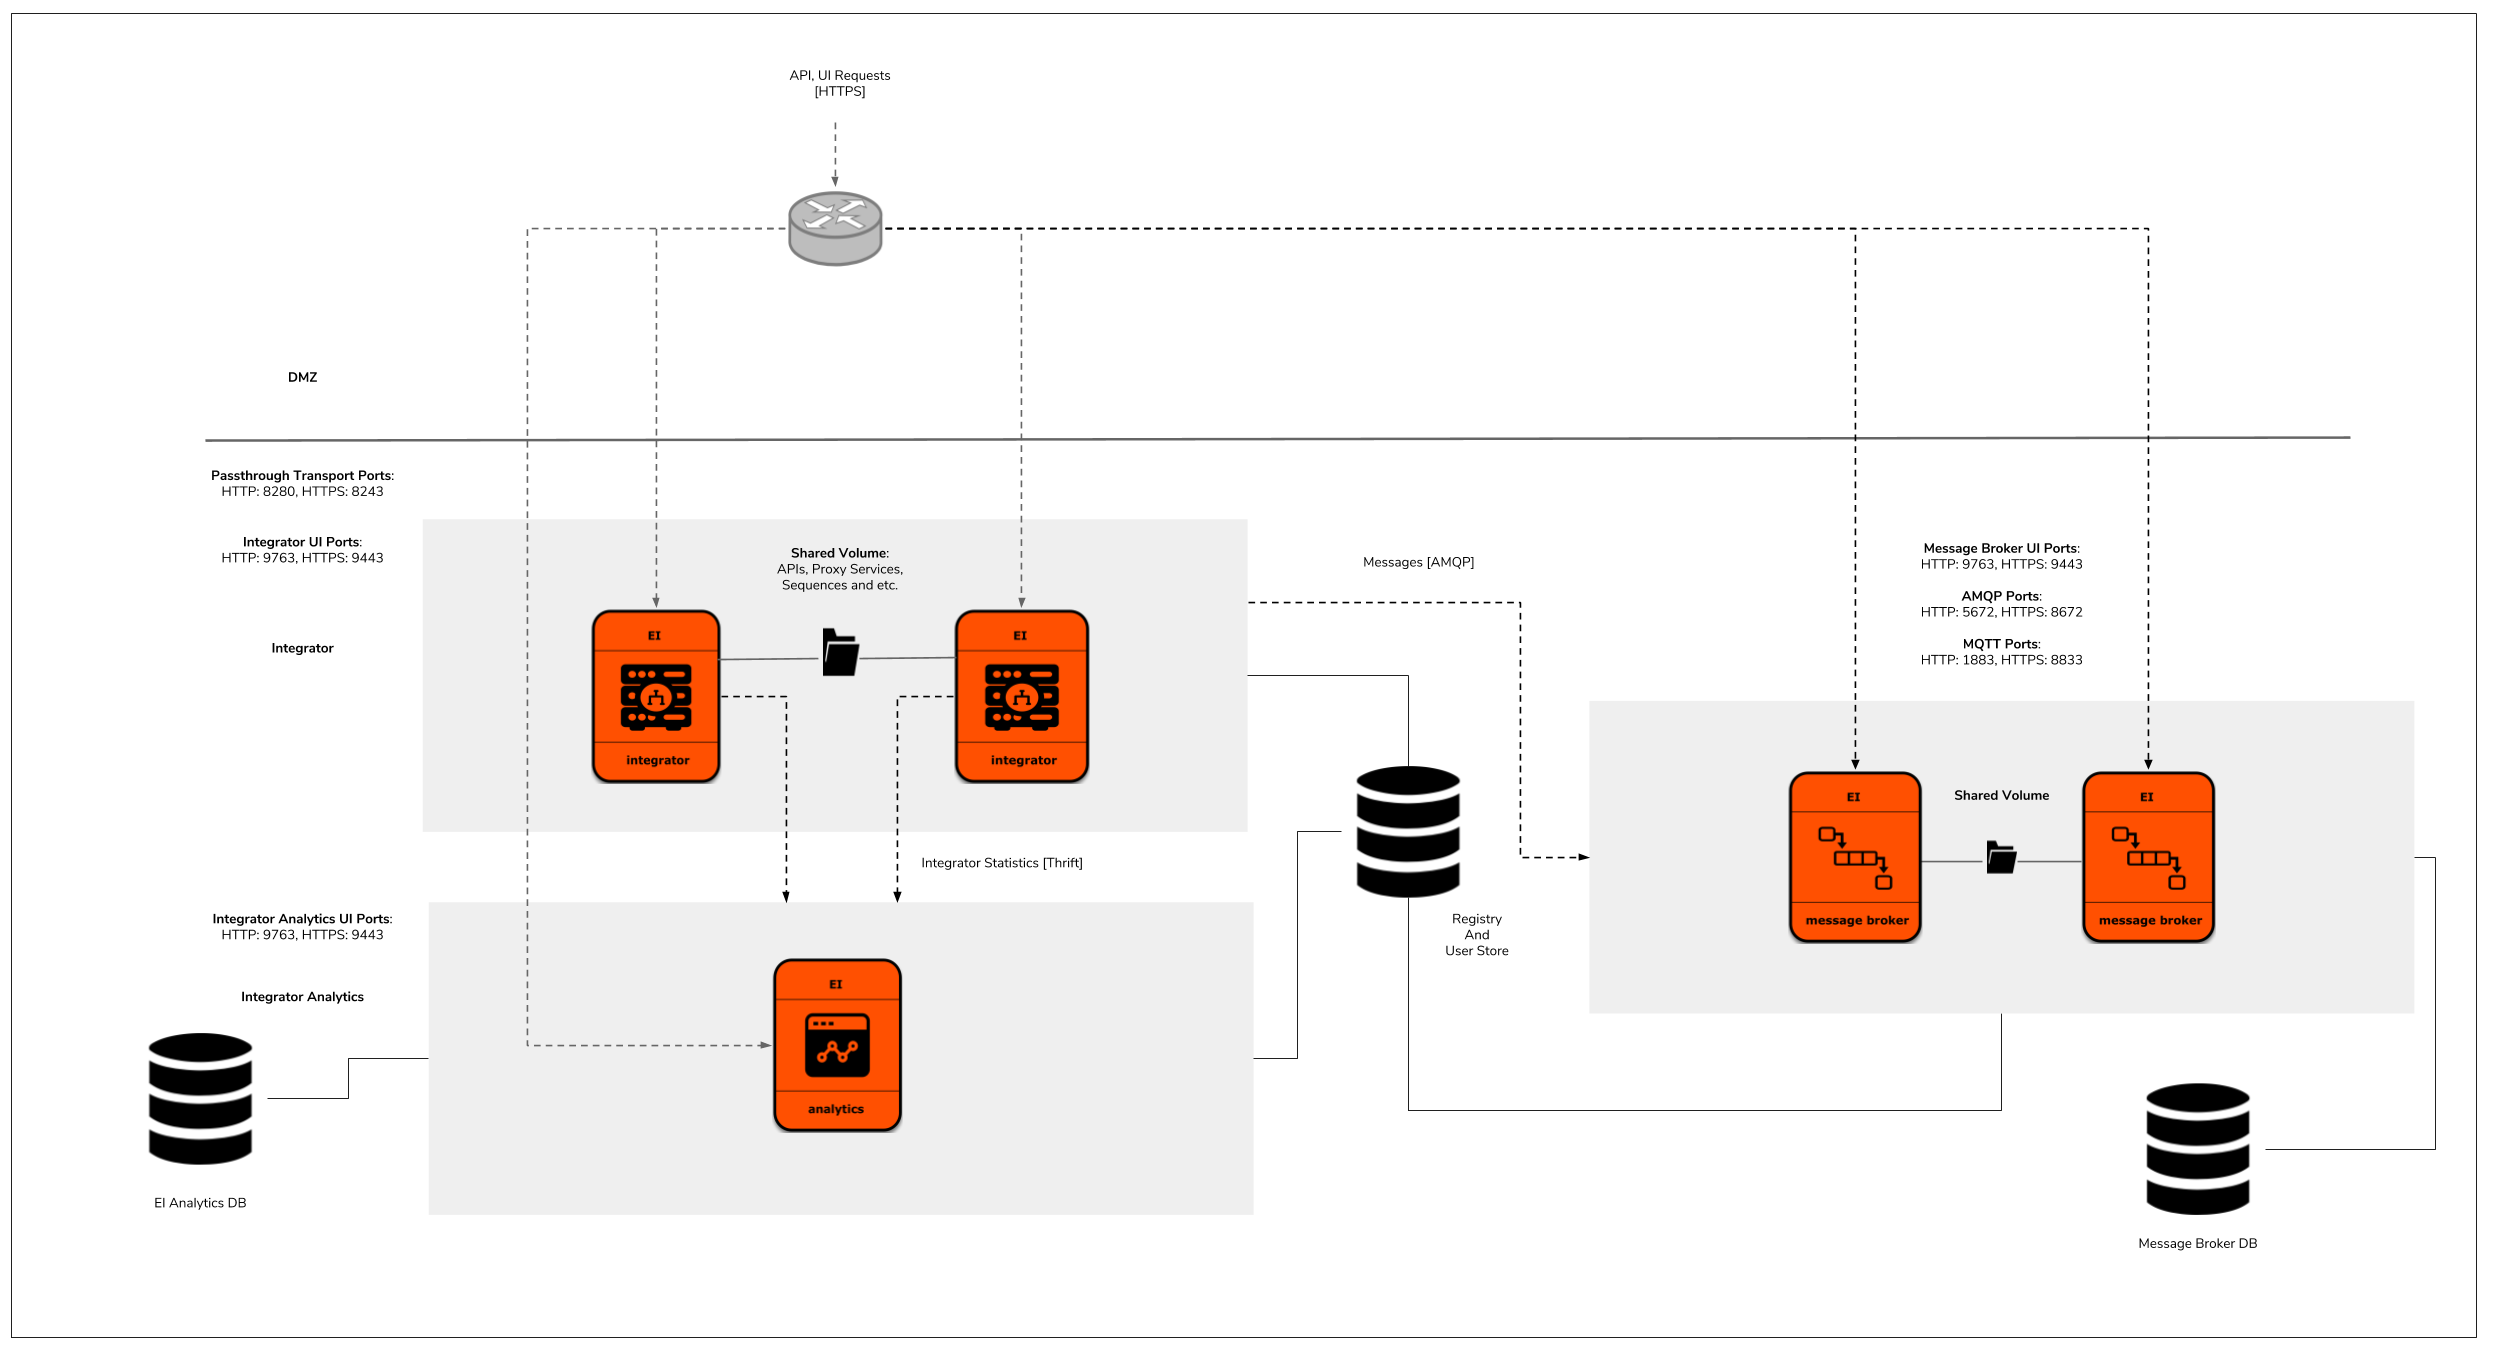 API, UI Requests
[HTTPS]
DMZ
Passthrough Transport Ports:
HTTP: 8280, HTTPS: 8243
Integrator UI Ports:
HTTP: 9763, HTTPS: 9443
Integrator
Shared Volume:
APIs, Proxy Services,
Sequences and etc.
EI
integrator
EI
integrator
Messages [AMQP]
Message Broker UI Ports:
HTTP: 9763, HTTPS: 9443
AMQP Ports:
HTTP: 5672, HTTPS: 8672
MQTT Ports:
HTTP: 1883, HTTPS: 8833
EI
message broker
Shared Volume
EI
message broker
Integrator Statistics [Thrift]
Registry
And
User Store
Integrator Analytics UI Ports:
HTTP: 9763, HTTPS: 9443
Integrator Analytics
EI
analytics
EI Analytics DB
Message Broker DB